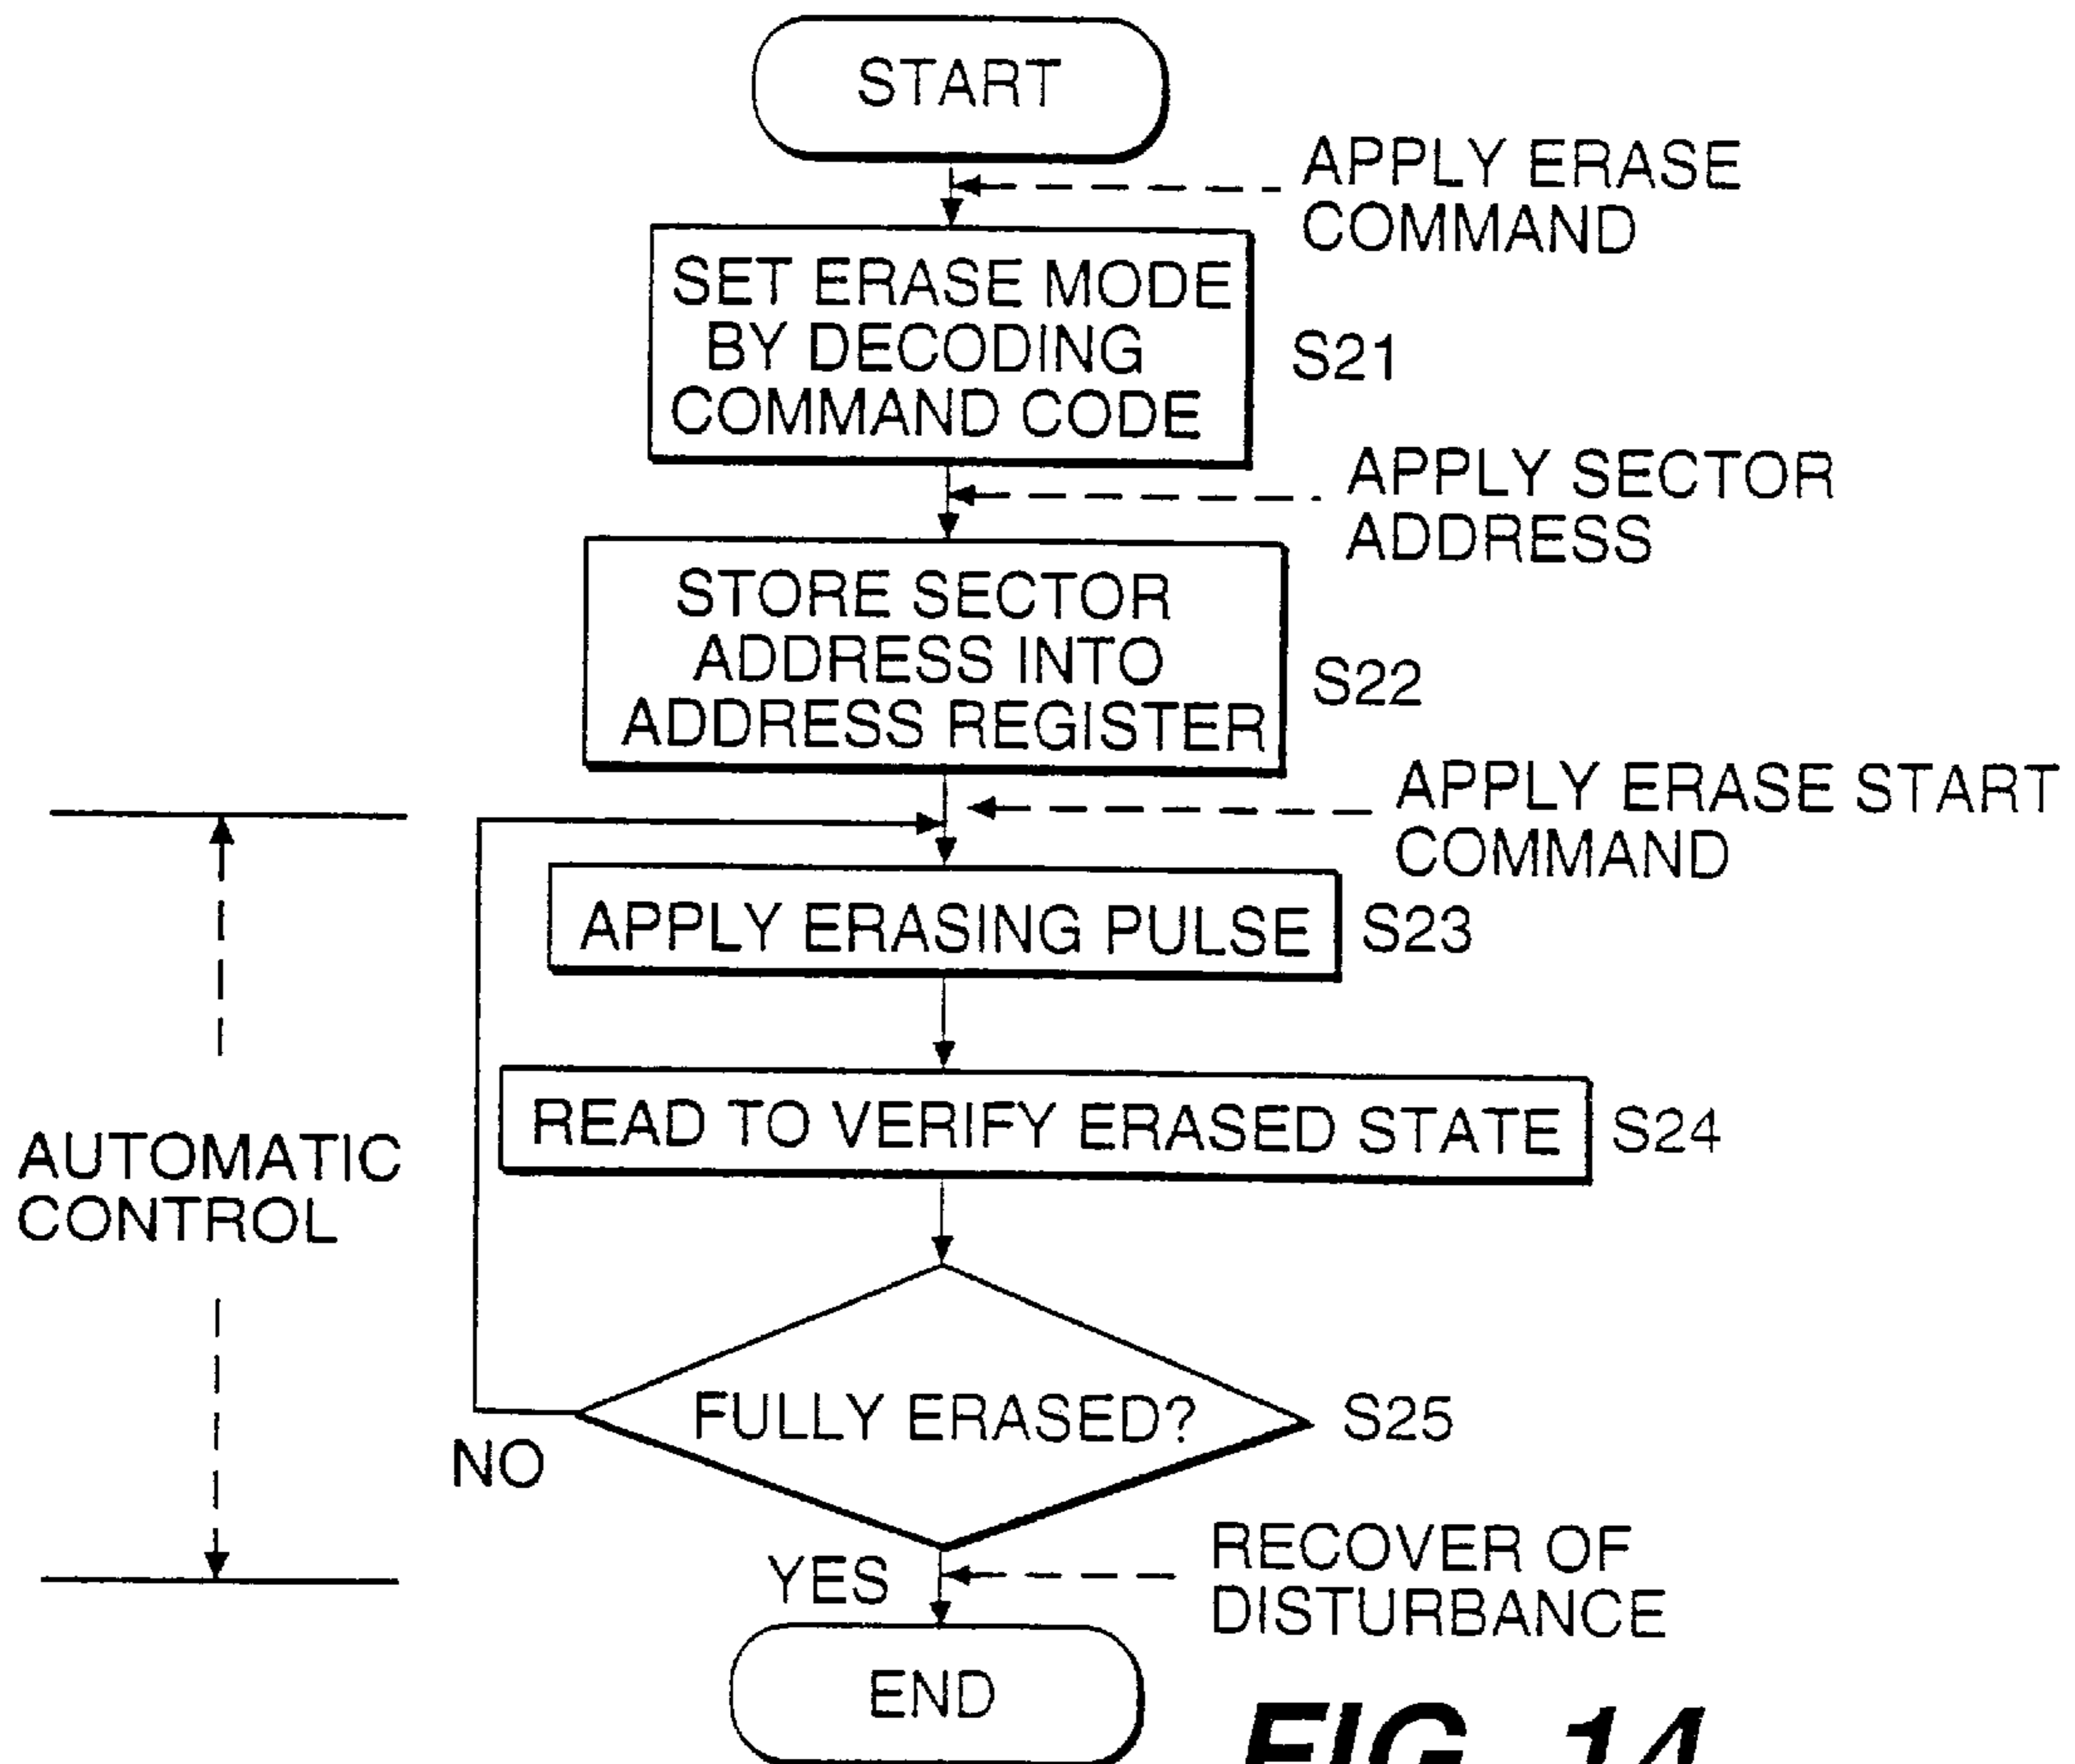 START
APPLY ERASE
COMMAND
SET ERASE MODE
BY DECODING
COMMAND CODE
S21
APPLY SECTOR
ADDRESS
STORE SECTOR
ADDRESS INTO
ADDRESS REGISTER
S22
APPLY ERASE START
COMMAND
APPLY ERASING PULSE
S23
READ TO VERIFY ERASED STATE
S24
AUTOMATIC
CONTROL
FULLY ERASED?
S25
NO
YES
RECOVER OF
DISTURBANCE
END
FIG. 14